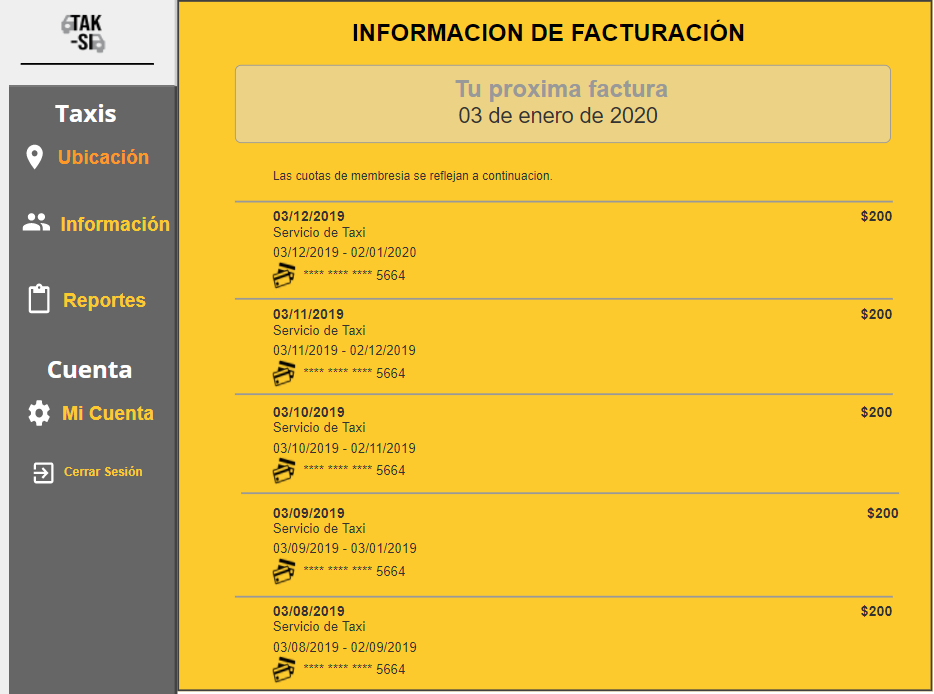 TAK
-SI
Taxis
Ubicación
Información
Reportes
Cuenta
Mi Cuenta
Cerrar Sesión
INFORMACION DE FACTURACIÓN
Tu proxima factura
03 de enero de 2020
Las cuotas de membresia se reflejan a continuacion.
03/12/2019 $200
Servicio de Taxi
03/12/2019 - 02/01/2020
**** **** **** 5664
03/11/2019 $200
Servicio de Taxi
03/11/2019 - 02/12/2019
**** **** **** 5664
03/10/2019 $200
Servicio de Taxi
03/10/2019 - 02/11/2019
**** **** **** 5664
03/09/2019 $200
Servicio de Taxi
03/09/2019 - 03/01/2019
**** **** **** 5664
03/08/2019 $200
Servicio de Taxi
03/08/2019 - 02/09/2019
**** **** **** 5664